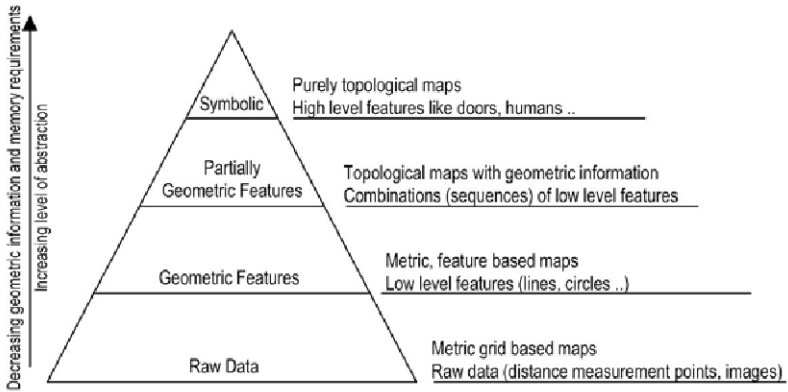 Decreasing geometric information and memory requirements
Increasing level of abstraction
Symbolic
Purely topological maps
High level features like doors, humans ..
Partially
Geometric Features
Topological maps with geometric information
Combinations (sequences) of low level features
Geometric Features
Metric, feature based maps
Low level features (lines, circles ..)
Raw Data
Metric grid based maps
Raw data (distance measurement points, images)